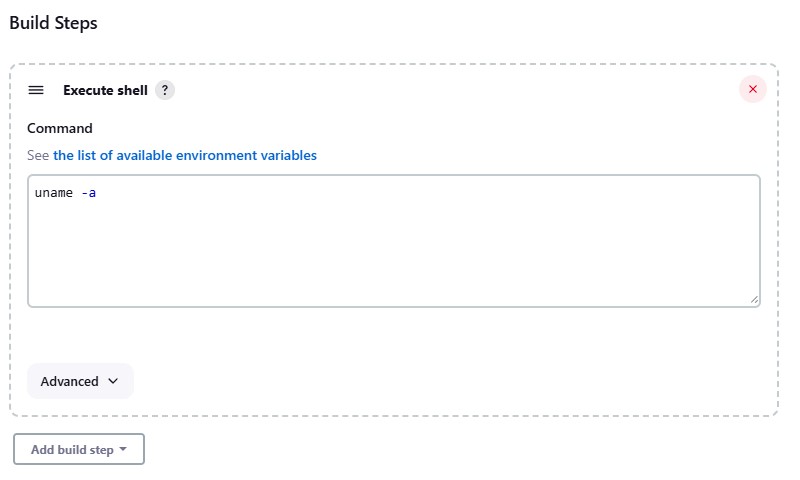 Build Steps
Execute shell ?
Command
See the list of available environment variables
uname -a
Advanced
Add build step